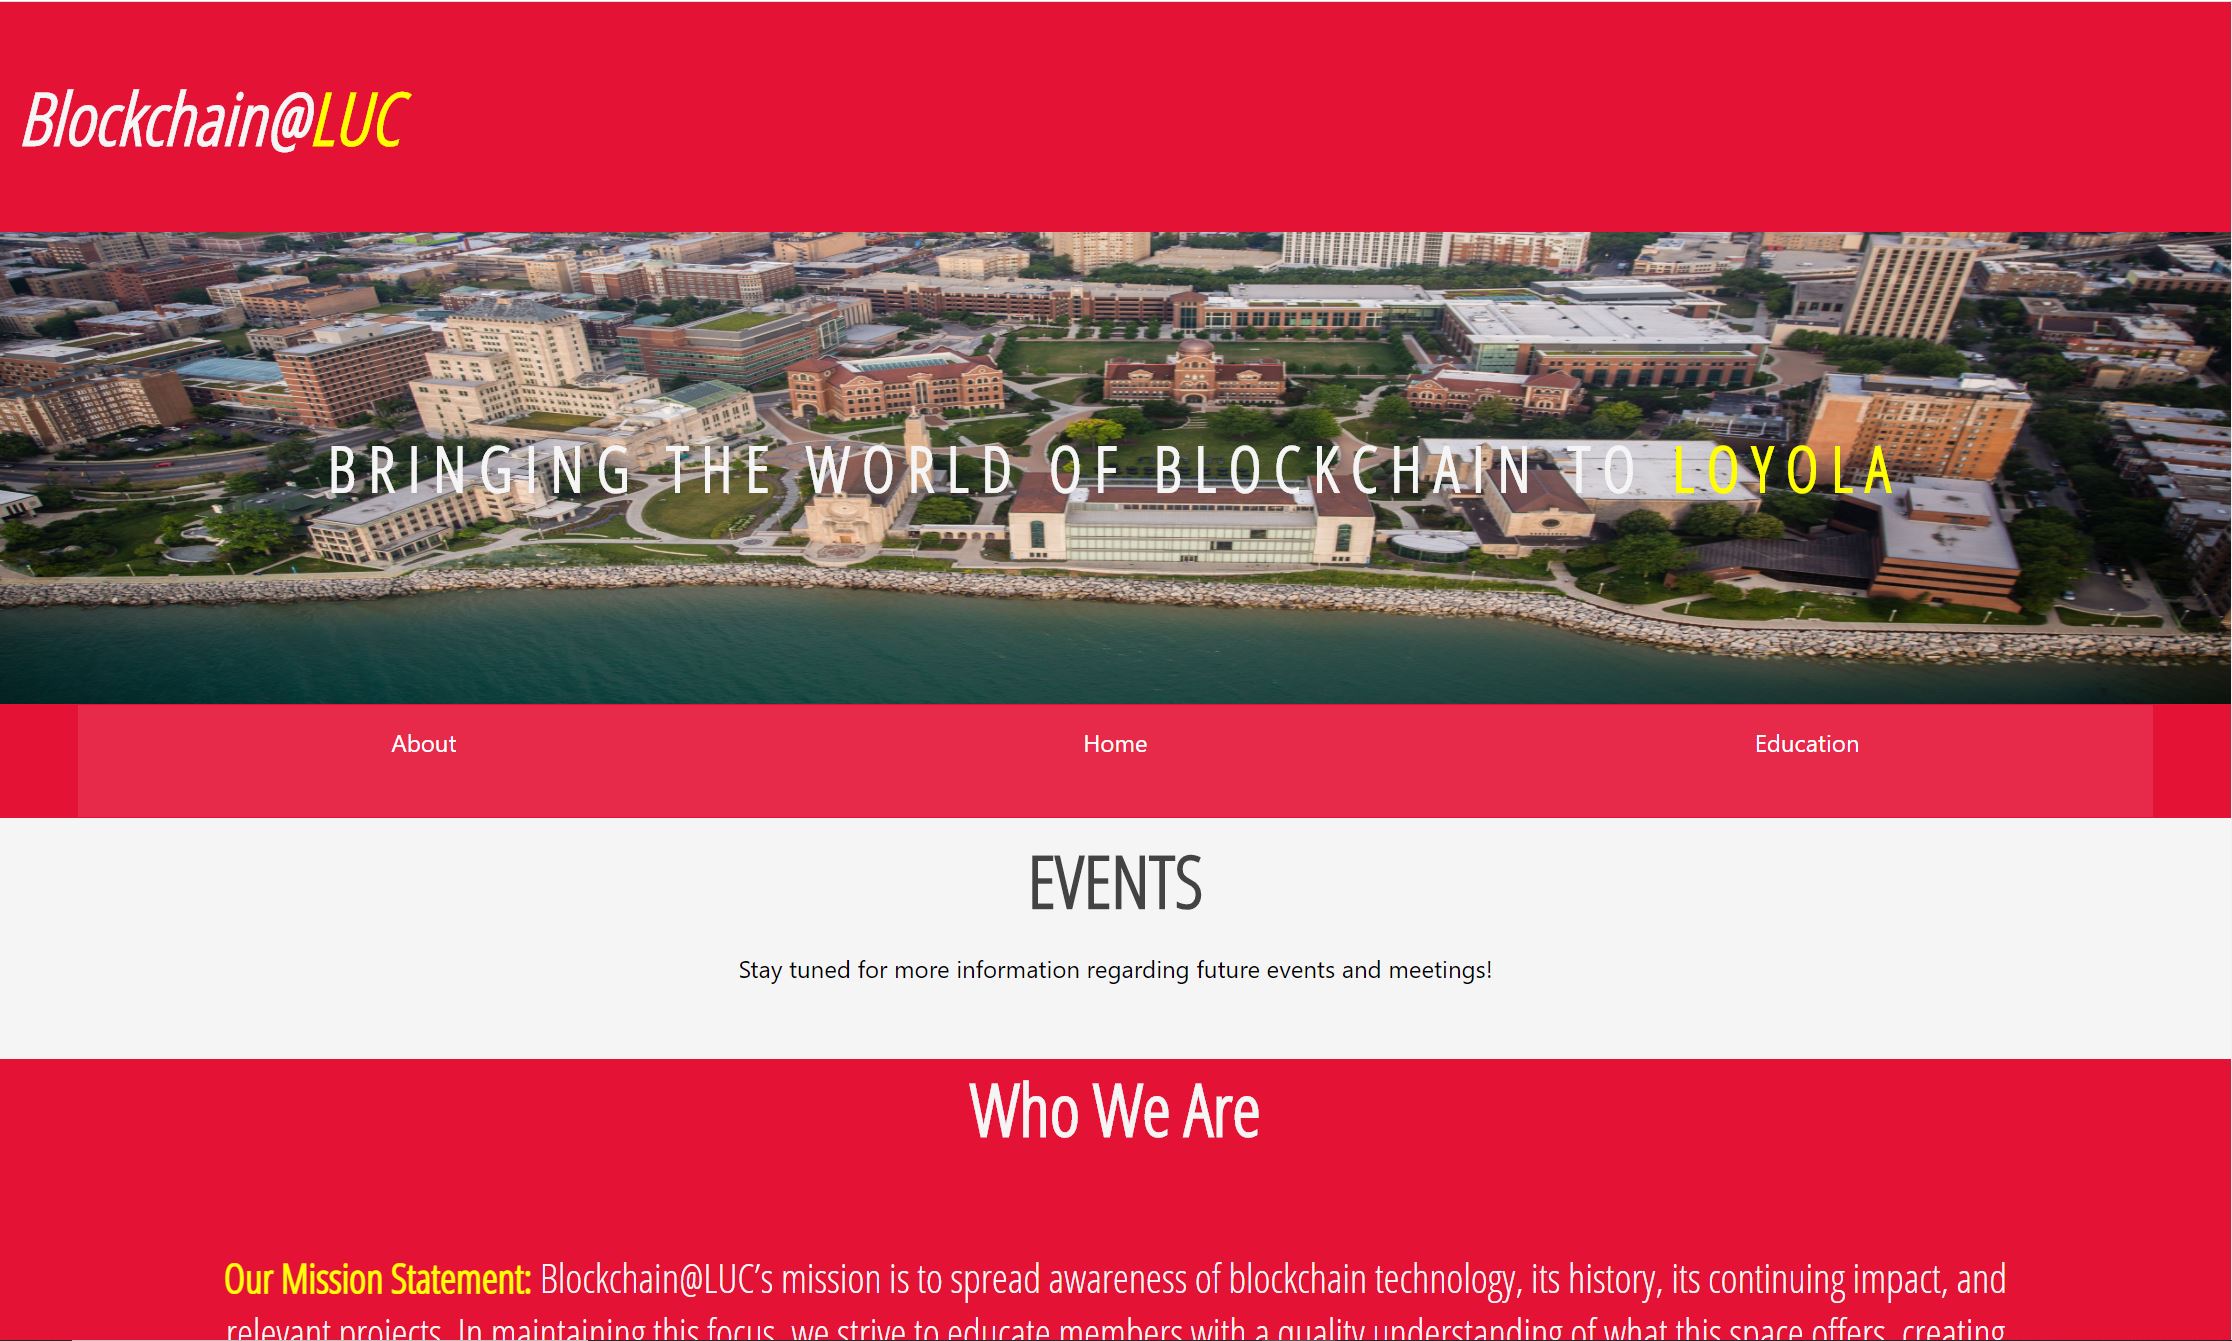 Blockchain@LUC
BRINGING THE WORLD OF BLOCKCHAIN TO LOYOLA
About
Home
Education
EVENTS
Stay tuned for more information regarding future events and meetings!
Who We Are
Our Mission Statement: Blockchain@LUC’s mission is to spread awareness of blockchain technology, its history, its continuing impact, and
relevant projects. In maintaining this focus, we strive to educate members with a quality understanding of what this space offers, creating